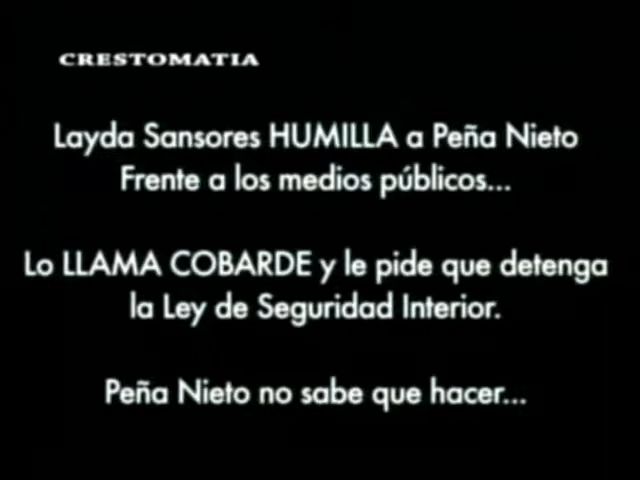 CRESTOMATIA
Layda Sansores HUMILLA a Peña Nieto
Frente a los medios públicos...
Lo LLAMA COBARDE y le pide que detenga
la Ley de Seguridad Interior.
Peña Nieto no sabe que hacer...